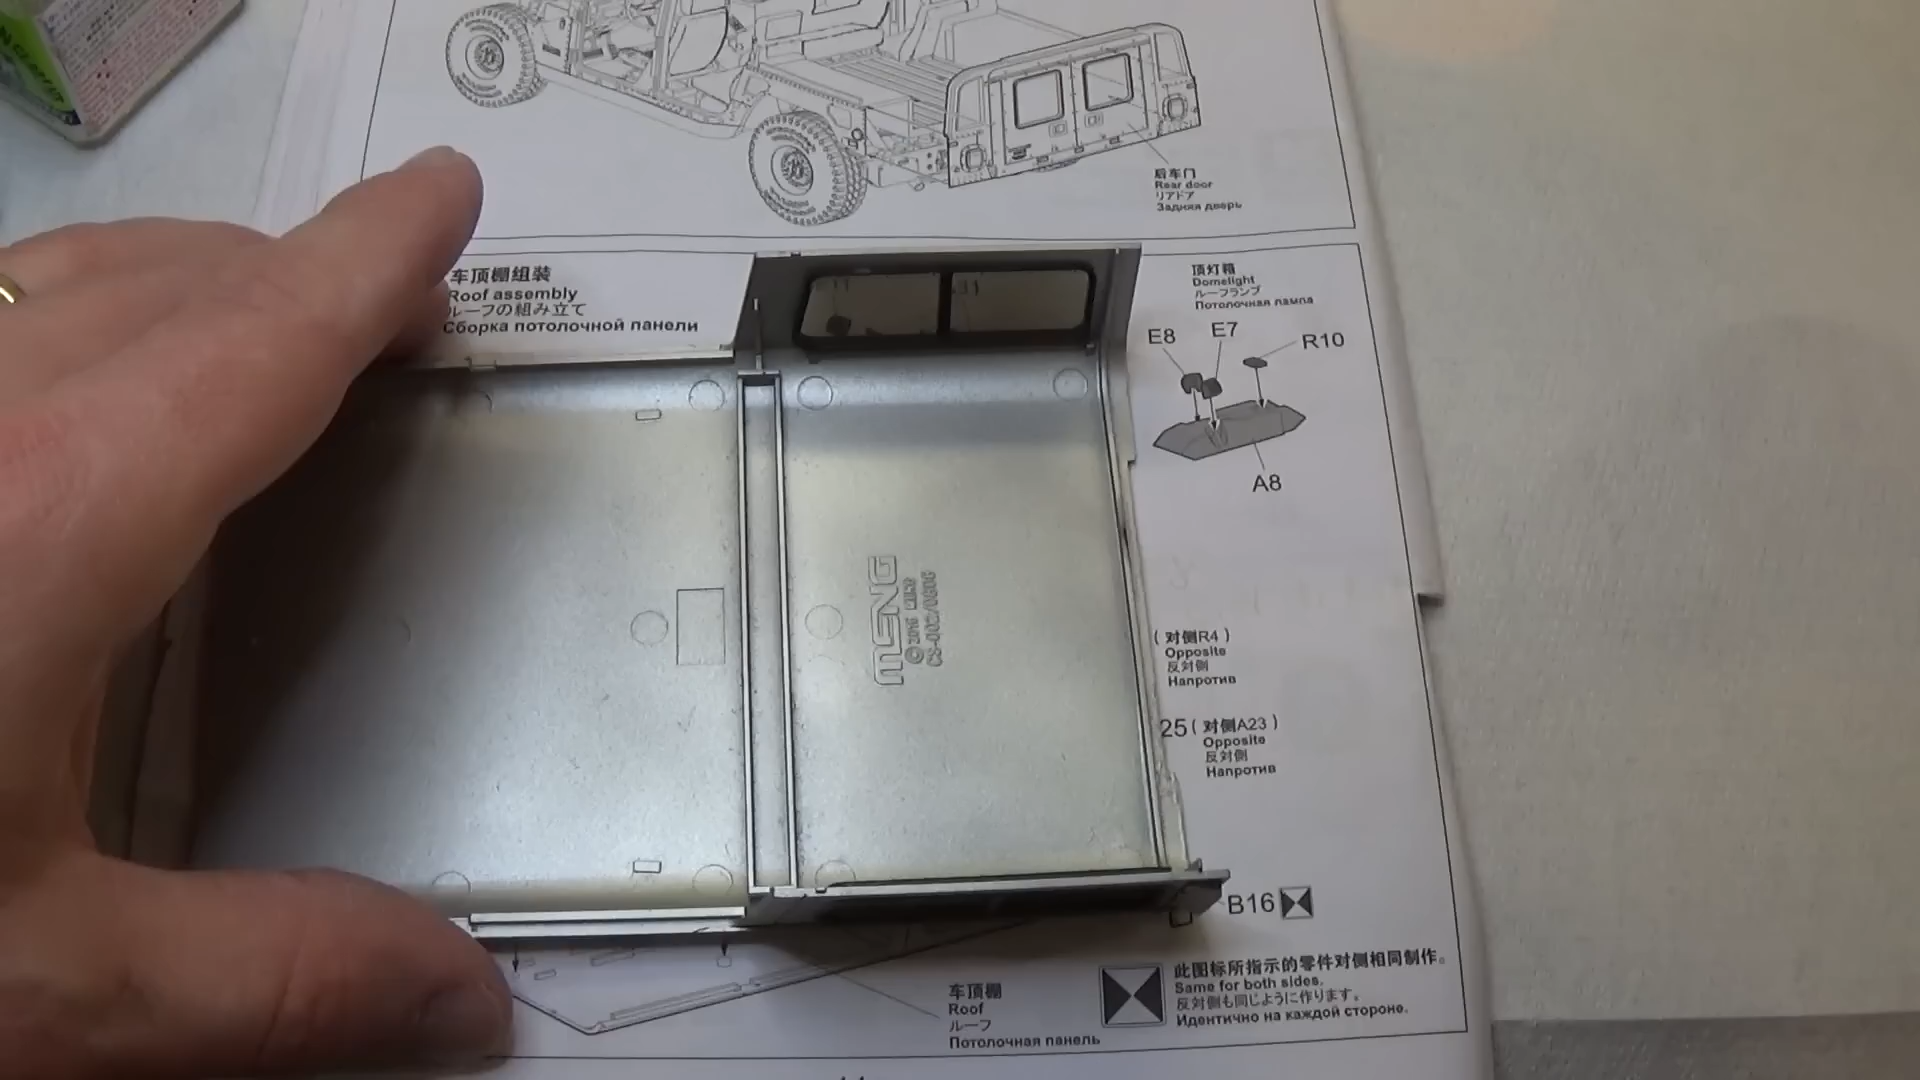 后车门
Rear door
リアドア
Задняя дверь
车顶棚组装
Roof assembly
ルーフの組み立て
Сборка потолочной панели
顶灯箱
Domelight
ルーフランプ
Потолочная лампа
E8
E7
R10
A8
(对侧R4)
Opposite
反対側
Напротив
25(对侧A23)
Opposite
反対側
Напротив
MENG
© 2016 MENG
B16
此图标所指示的零件对侧相同制作。
Same for both sides.
反対側も同じように作ります。
Идентично на каждой стороне.
车顶棚
Roof
ルーフ
Потолочная панель